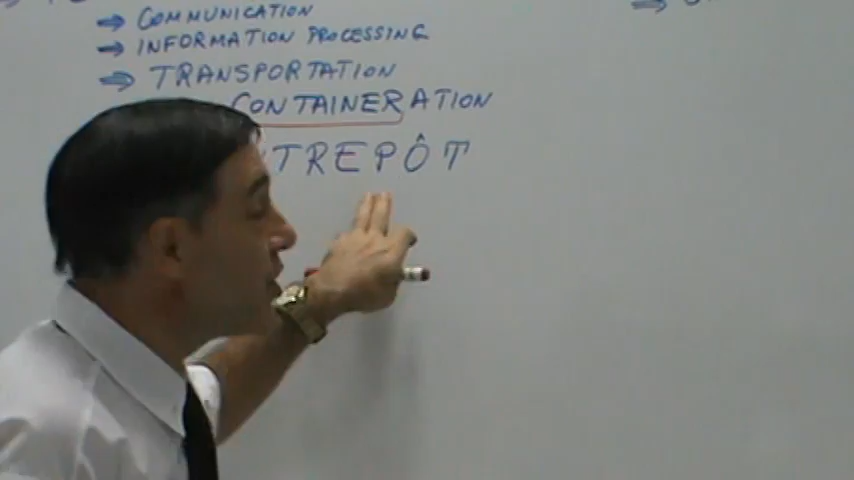 → COMMUNICATION
→ INFORMATION PROCESSING
⇒ TRANSPORTATION
CONTAINERATION
TREPÔT